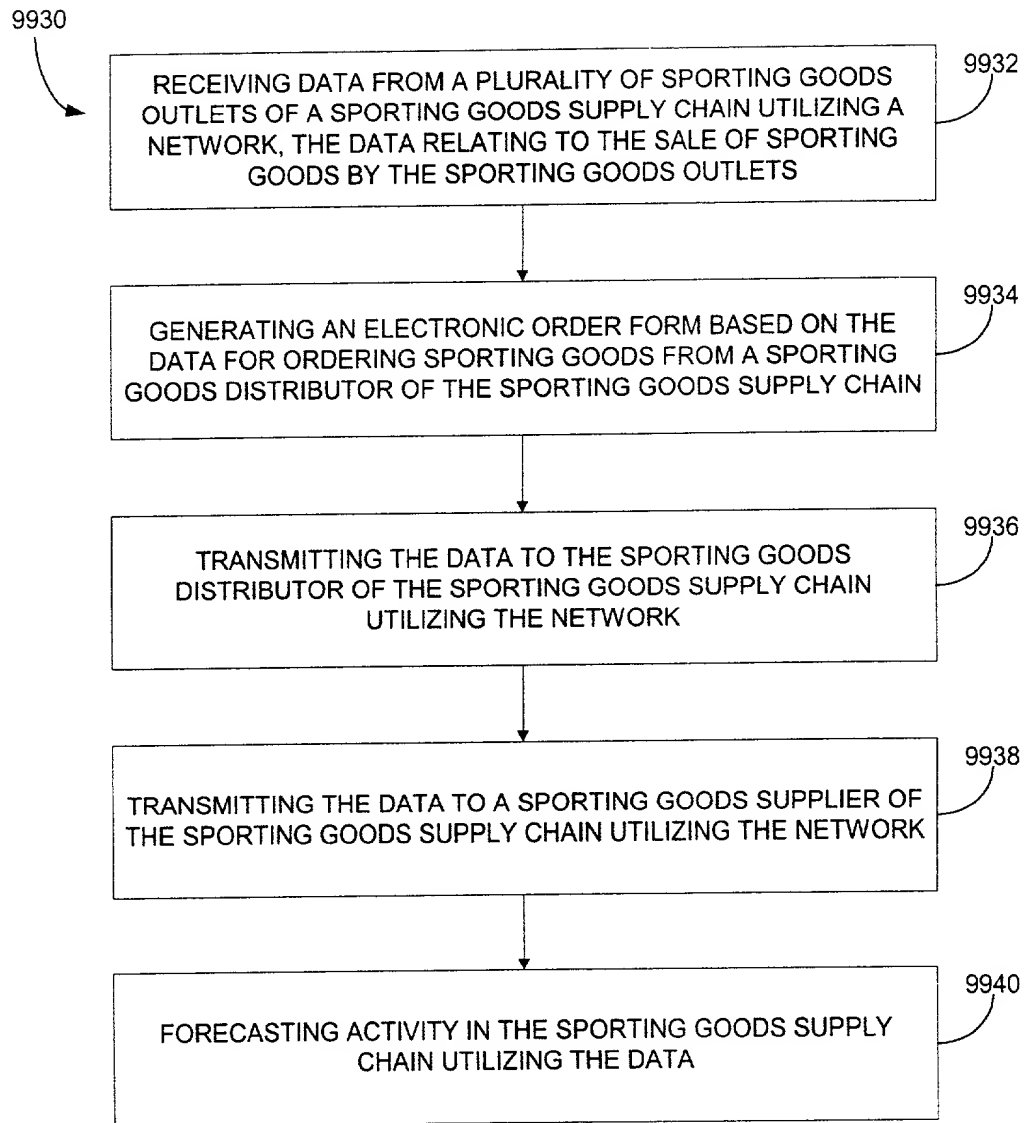 9930
RECEIVING DATA FROM A PLURALITY OF SPORTING GOODS
OUTLETS OF A SPORTING GOODS SUPPLY CHAIN UTILIZING A
NETWORK, THE DATA RELATING TO THE SALE OF SPORTING
GOODS BY THE SPORTING GOODS OUTLETS
9932
GENERATING AN ELECTRONIC ORDER FORM BASED ON THE
DATA FOR ORDERING SPORTING GOODS FROM A SPORTING
GOODS DISTRIBUTOR OF THE SPORTING GOODS SUPPLY CHAIN
9934
TRANSMITTING THE DATA TO THE SPORTING GOODS
DISTRIBUTOR OF THE SPORTING GOODS SUPPLY CHAIN
UTILIZING THE NETWORK
9936
TRANSMITTING THE DATA TO A SPORTING GOODS SUPPLIER OF
THE SPORTING GOODS SUPPLY CHAIN UTILIZING THE NETWORK
9938
FORECASTING ACTIVITY IN THE SPORTING GOODS SUPPLY
CHAIN UTILIZING THE DATA
9940